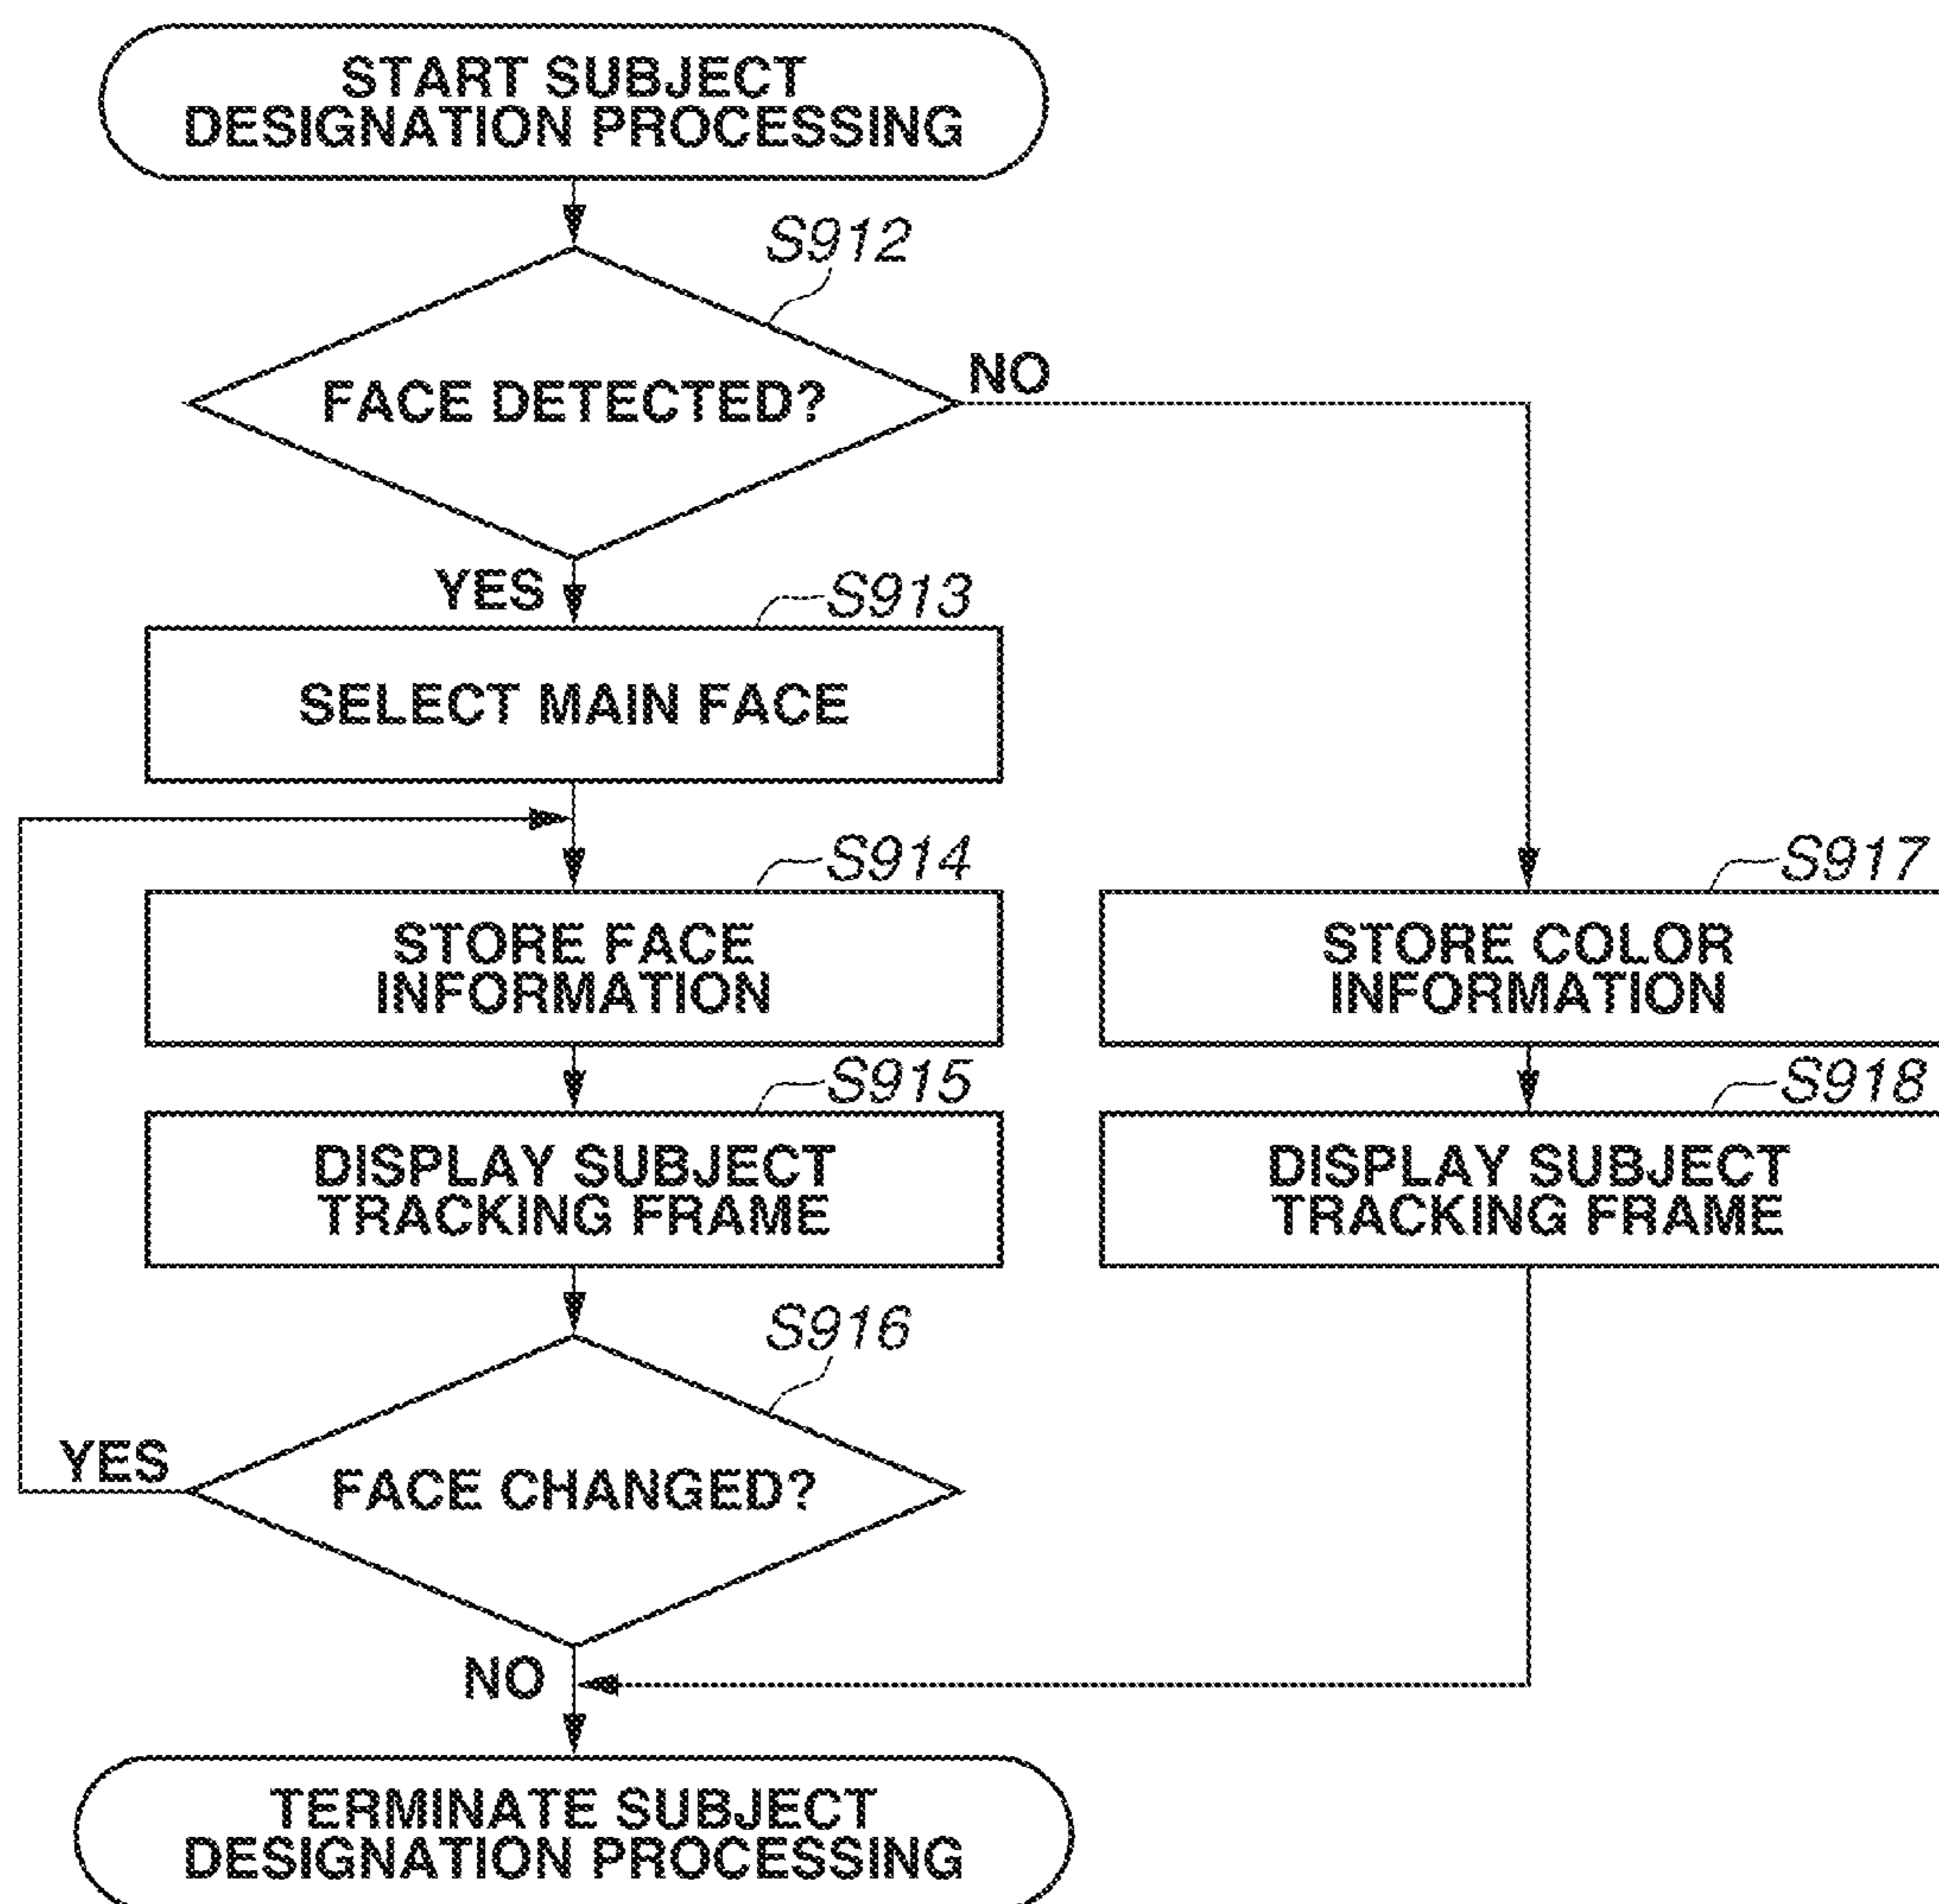 START SUBJECT
DESIGNATION PROCESSING
S912
FACE DETECTED?
NO
YES
S913
SELECT MAIN FACE
S914
STORE FACE
INFORMATION
S917
STORE COLOR
INFORMATION
S915
DISPLAY SUBJECT
TRACKING FRAME
S918
DISPLAY SUBJECT
TRACKING FRAME
S916
YES
FACE CHANGED?
NO
TERMINATE SUBJECT
DESIGNATION PROCESSING